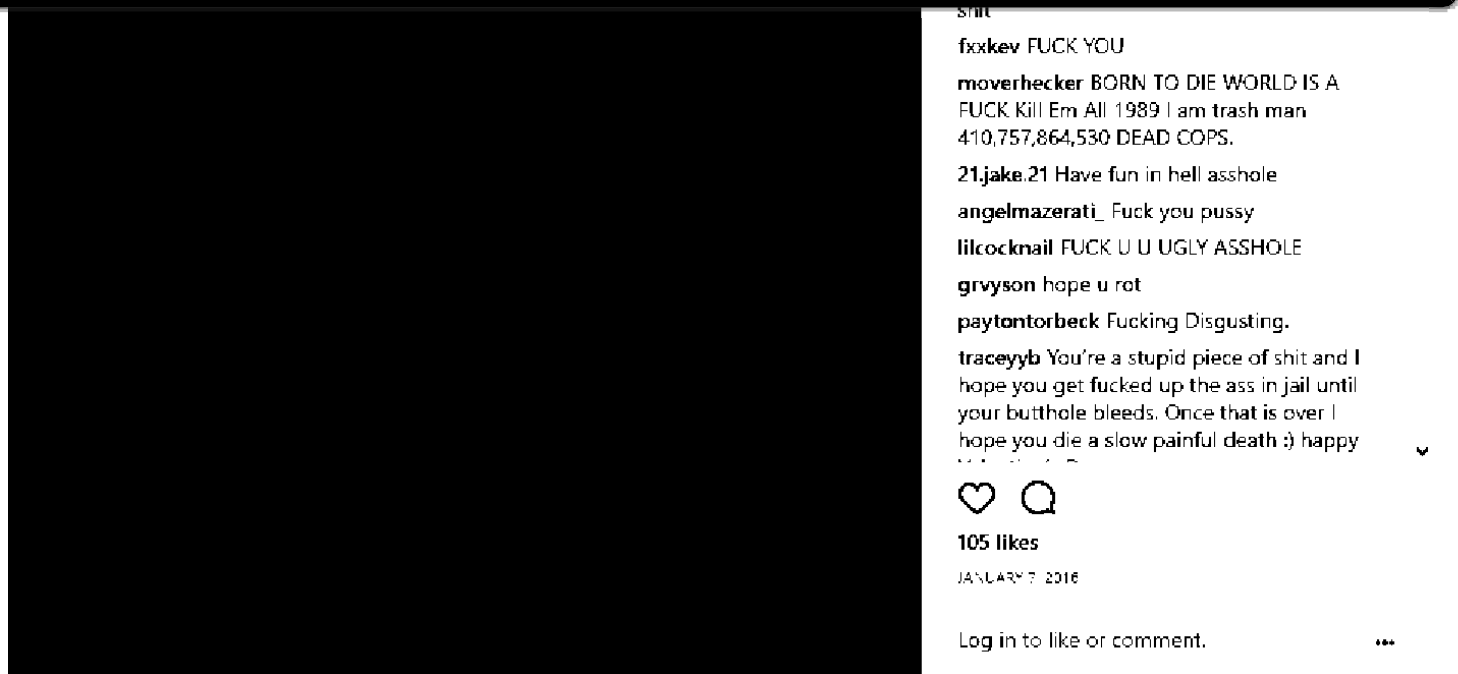 shit
fxxkev FUCK YOU
moverhecker BORN TO DIE WORLD IS A
FUCK Kill Em All 1989 I am trash man
410,757,864,530 DEAD COPS.
21.jake.21 Have fun in hell asshole
angelmazerati_ Fuck you pussy
lilcocknail FUCK U U UGLY ASSHOLE
grvyson hope u rot
paytontorbeck Fucking Disgusting.
traceyyb You're a stupid piece of shit and I
hope you get fucked up the ass in jail until
your butthole bleeds. Once that is over I
hope you die a slow painful death :) happy
105 likes
JANUARY 7, 2016
Log in to like or comment.